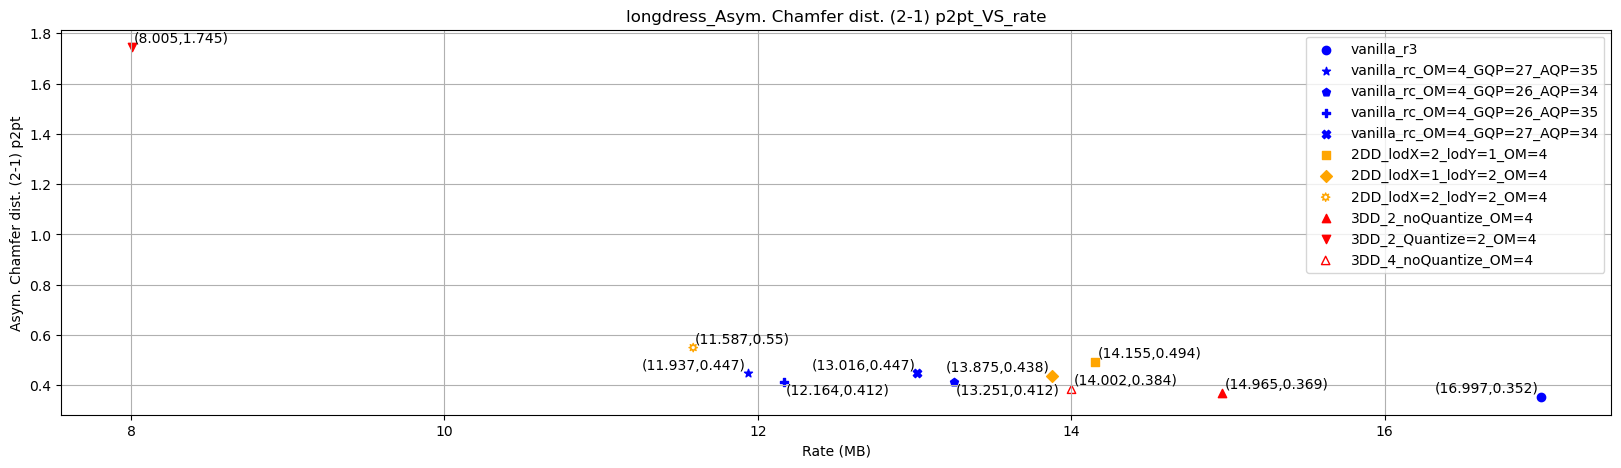 longdress_Asym. Chamfer dist. (2-1) p2pt_VS_rate
Asym. Chamfer dist. (2-1) p2pt
1.8
1.6
1.4
1.2
1.0
0.8
0.6
0.4
(8.005,1.745)
vanilla_r3
vanilla_rc_OM=4_GQP=27_AQP=35
vanilla_rc_OM=4_GQP=26_AQP=34
vanilla_rc_OM=4_GQP=26_AQP=35
vanilla_rc_OM=4_GQP=27_AQP=34
2DD_lodX=2_lodY=1_OM=4
2DD_lodX=1_lodY=2_OM=4
2DD_lodX=2_lodY=2_OM=4
3DD_2_noQuantize_OM=4
3DD_2_Quantize=2_OM=4
3DD_4_noQuantize_OM=4
(11.587,0.55)
(14.155,0.494)
(11.937,0.447)
(13.016,0.447)
(13.875,0.438)
(12.164,0.412)
(13.251,0.412)
(14.002,0.384)
(14.965,0.369)
(16.997,0.352)
8
10
12
14
16
Rate (MB)